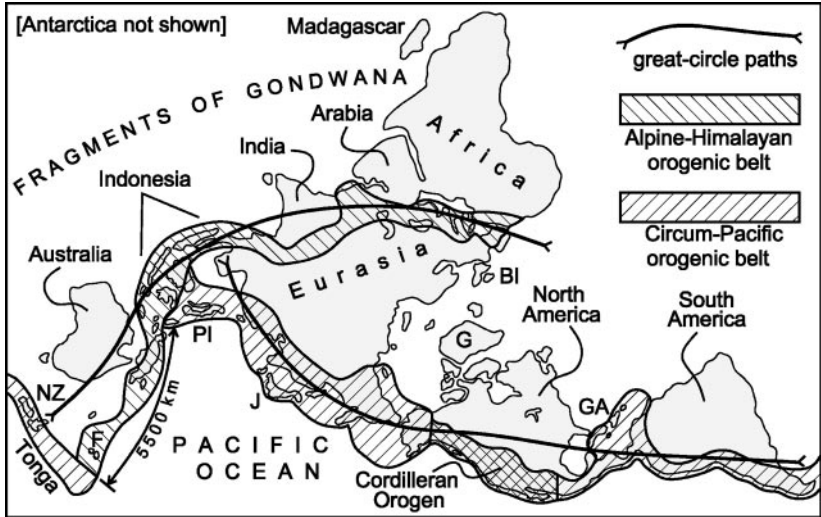 [Antarctica not shown]
Madagascar
great-circle paths
FRAGMENTS OF GONDWANA
Arabia
Africa
Alpine-Himalayan
orogenic belt
India
Indonesia
Circum-Pacific
orogenic belt
Australia
Eurasia
BI
North
America
South
America
PI
G
NZ
J
GA
F
5500 km
Tonga
PACIFIC
OCEAN
Cordilleran
Orogen